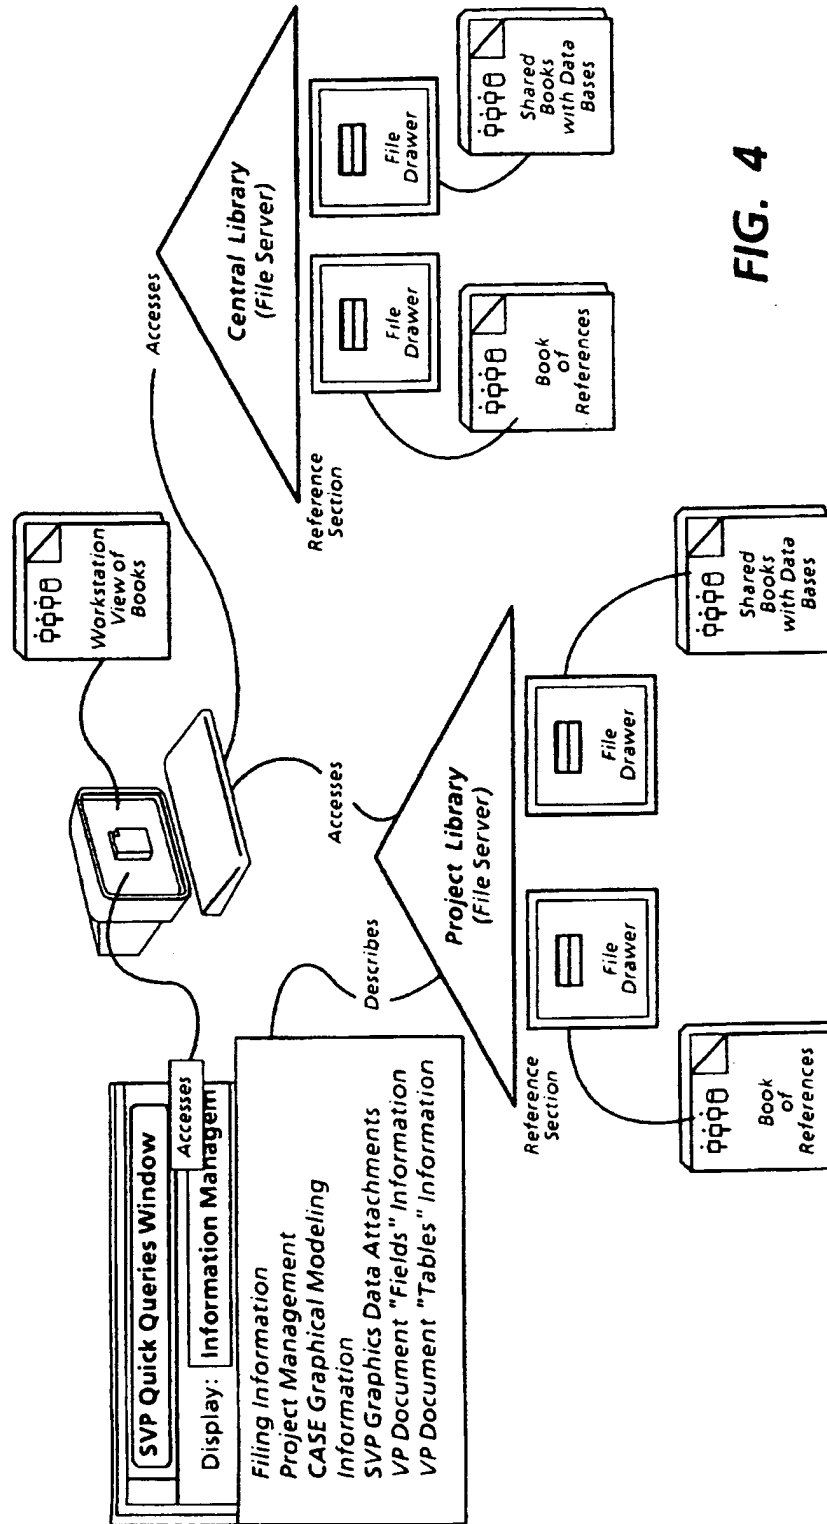 SVP Quick Queries Window
Display: Information Managem
Accesses
Filing Information
Project Management
CASE Graphical Modeling
Information
SVP Graphics Data Attachments
VP Document "Fields" Information
VP Document "Tables" Information
Workstation
View of
Books
Describes
Accesses
Accesses
Project Library
(File Server)
Reference
Section
File
Drawer
File
Drawer
Book
of
References
Shared
Books
with Data
Bases
Central Library
(File Server)
Reference
Section
File
Drawer
File
Drawer
Book
of
References
Shared
Books
with Data
Bases
FIG. 4